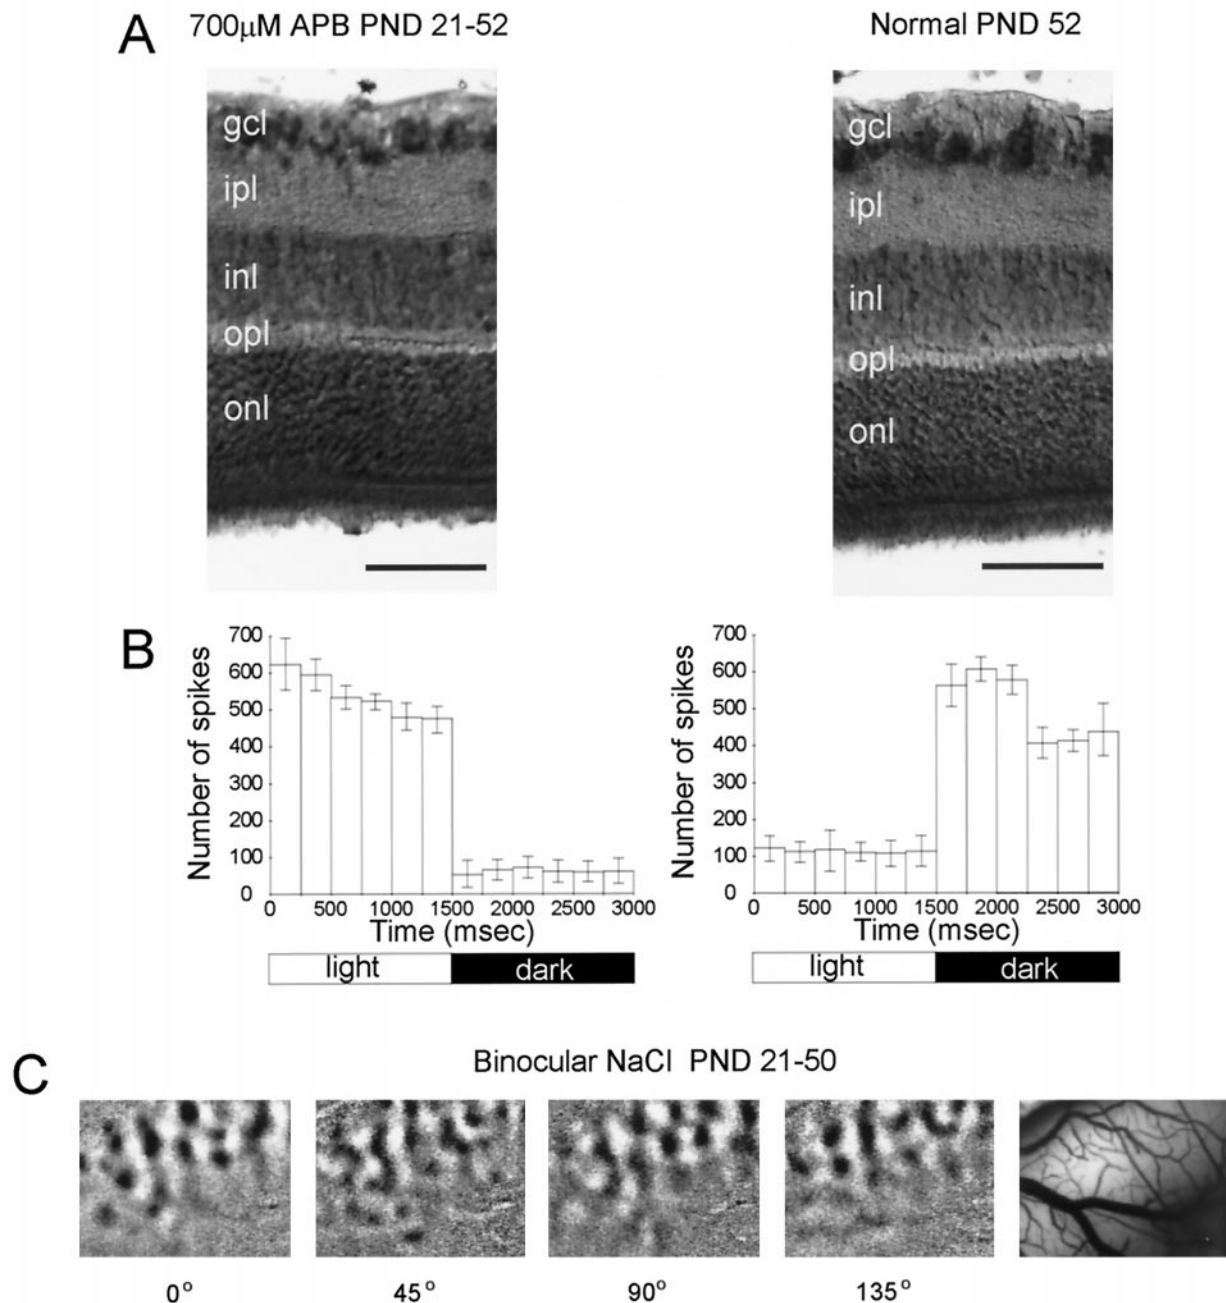 A 700μM APB PND 21-52 Normal PND 52
gcl
ipl
inl
opl
onl
gcl
ipl
inl
opl
onl
B
Number of spikes
700
600
500
400
300
200
100
0
0 500 1000 1500 2000 2500 3000
Time (msec)
light dark
Number of spikes
700
600
500
400
300
200
100
0
0 500 1000 1500 2000 2500 3000
Time (msec)
light dark
C Binocular NaCl PND 21-50
0° 45° 90° 135°